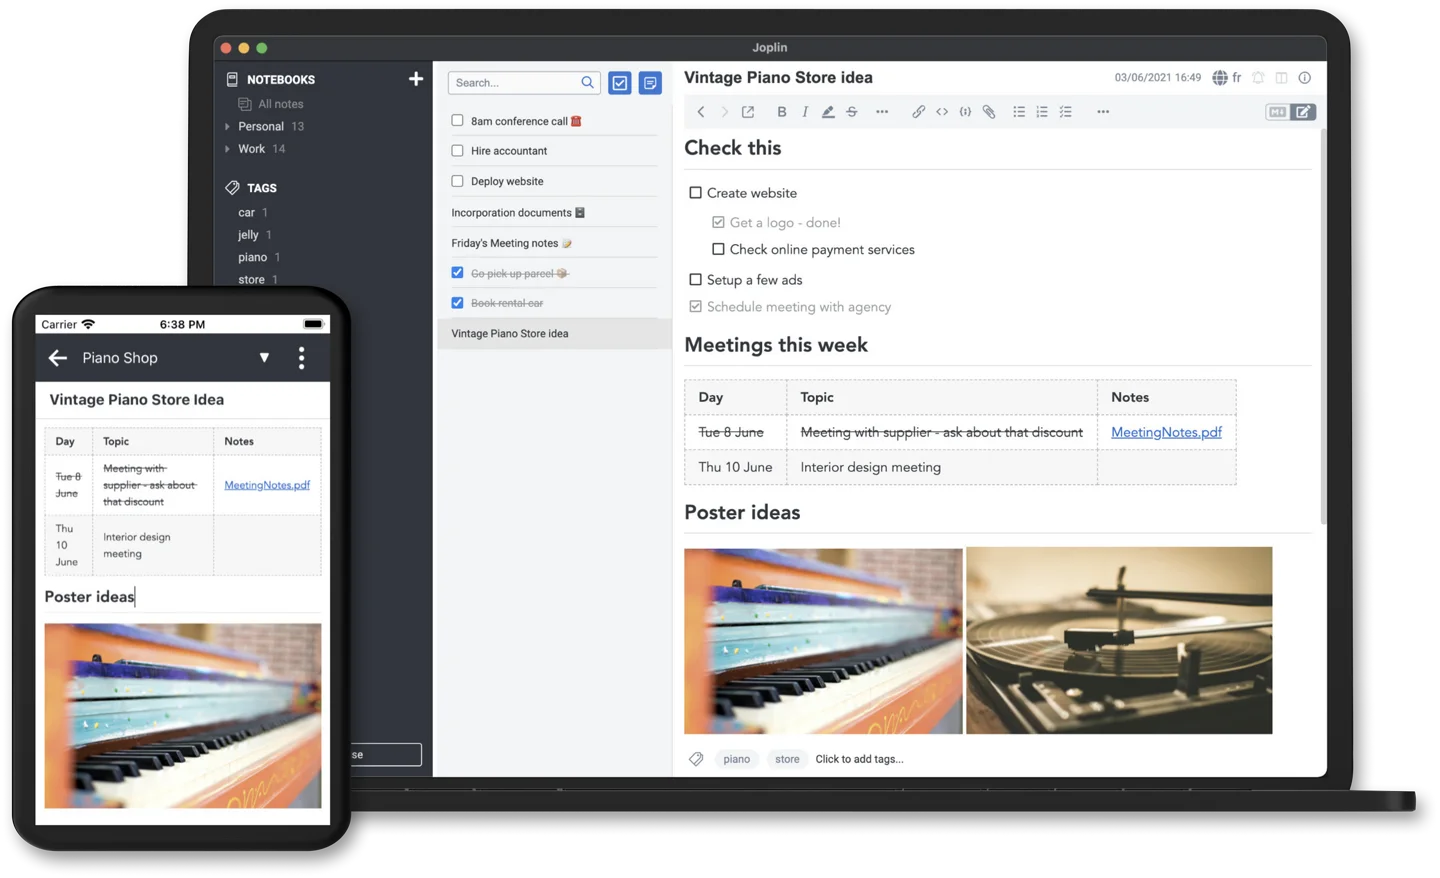 Joplin
NOTEBOOKS
All notes
Personal 13
Work 14
TAGS
car 1
jelly 1
piano 1
store 1
se
Search...
8am conference call
Hire accountant
Deploy website
Incorporation documents
Friday's Meeting notes
Go pick up parcel
Book rental car
Vintage Piano Store idea
Vintage Piano Store idea
03/06/2021 16:49 fr
B I S
Check this
Create website
Get a logo - done!
Check online payment services
Setup a few ads
Schedule meeting with agency
Meetings this week
Day Topic Notes
Tue 8 June Meeting with supplier - ask about that discount MeetingNotes.pdf
Thu 10 June Interior design meeting
Poster ideas
piano store Click to add tags...
Carrier 6:38 PM
Piano Shop
Vintage Piano Store Idea
Day Topic Notes
Tue 8
June
Meeting with
supplier - ask about
that discount
MeetingNotes.pdf
Thu
10
June
Interior design
meeting
Poster ideas